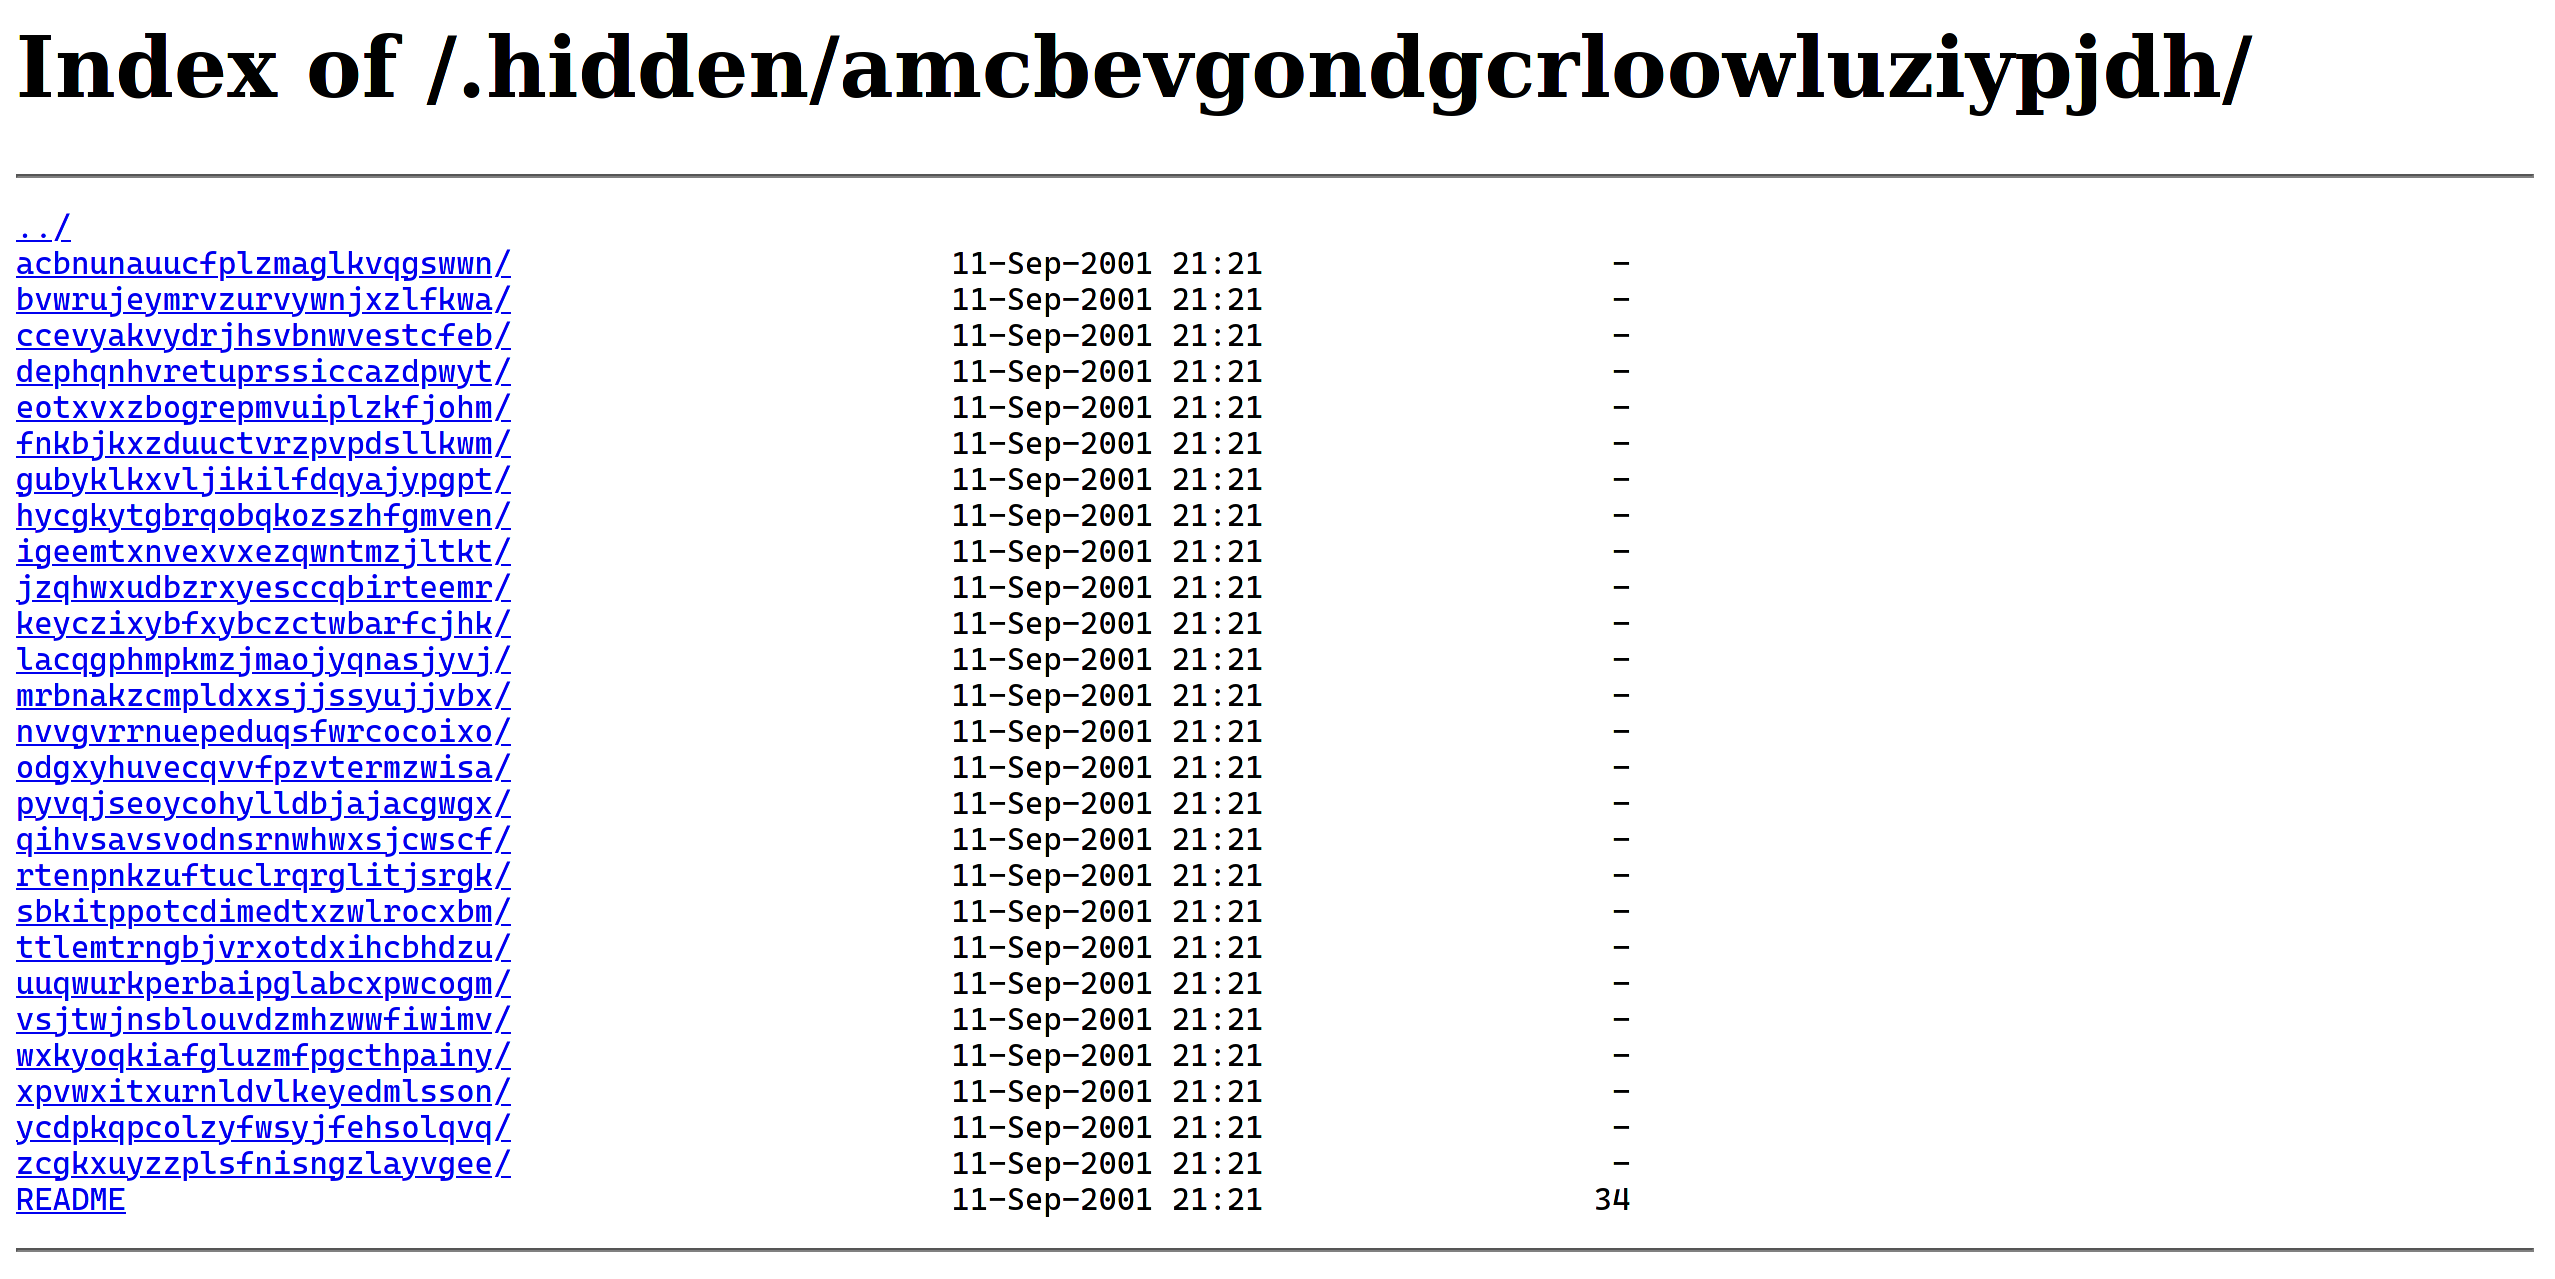 Index of /.hidden/amcbevgondgcrloowluziypjdh/
../
acbnunauucfplzmaglkvqgswwn/ 11-Sep-2001 21:21 -
bvwrujeymrvzurvywnjxzlfkwa/ 11-Sep-2001 21:21 -
ccevyakvydrjhsvbnwvestcfeb/ 11-Sep-2001 21:21 -
dephqnhvretuprssiccazdpwyt/ 11-Sep-2001 21:21 -
eotxvxzbogrepmvuiplzkfjohm/ 11-Sep-2001 21:21 -
fnkbjkxzduuctvrzpvpdsllkwm/ 11-Sep-2001 21:21 -
gubyklkxvljikilfdqyajypgpt/ 11-Sep-2001 21:21 -
hycgkytgbrqobqkozszhfgmven/ 11-Sep-2001 21:21 -
igeemtxnvexvxezqwntmzjltkt/ 11-Sep-2001 21:21 -
jzqhwxudbzrxyesccqbirteemr/ 11-Sep-2001 21:21 -
keyczixybfxybczctwbarfcjhk/ 11-Sep-2001 21:21 -
lacqgphmpkmzjmaojyqnasjyvj/ 11-Sep-2001 21:21 -
mrbnakzcmpldxxsjjssyujjvbx/ 11-Sep-2001 21:21 -
nvvgvrrnuepeduqsfwrcocoixo/ 11-Sep-2001 21:21 -
odgxyhuvecqvvfpzvtermzwisa/ 11-Sep-2001 21:21 -
pyvqjseoycohylldbjajacgwgx/ 11-Sep-2001 21:21 -
qihvsavsvodnsrnwhwxsjcwscf/ 11-Sep-2001 21:21 -
rtenpnkzuftuclrqrglitjsrgk/ 11-Sep-2001 21:21 -
sbkitppotcdimedtxzwlrocxbm/ 11-Sep-2001 21:21 -
ttlemtrngbjvrxotdxihcbhdzu/ 11-Sep-2001 21:21 -
uuqwurkperbaipglabcxpwcogm/ 11-Sep-2001 21:21 -
vsjtwjnsblouvdzmhzwwfiwimv/ 11-Sep-2001 21:21 -
wxkyoqkiafgluzmfpgcthpainy/ 11-Sep-2001 21:21 -
xpvwxitxurnldvlkeyedmlsson/ 11-Sep-2001 21:21 -
ycdpkqpcolzyfwsyjfehsolqvq/ 11-Sep-2001 21:21 -
zcgkxuyzzplsfnisngzlayvgee/ 11-Sep-2001 21:21 -
README 11-Sep-2001 21:21 34